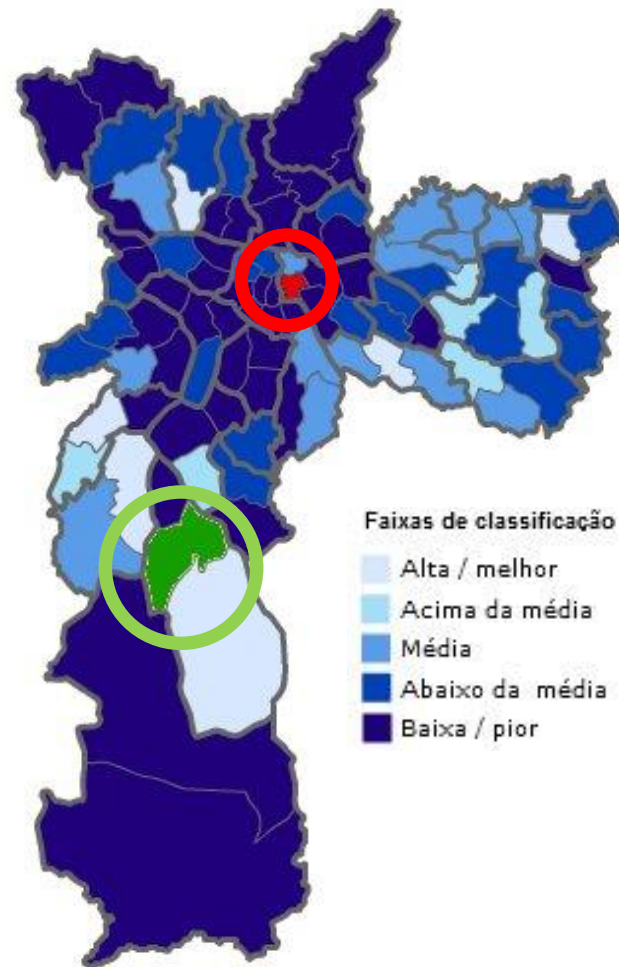 Faixas de classificação
Alta / melhor
Acima da média
Média
Abaixo da média
Baixa / pior